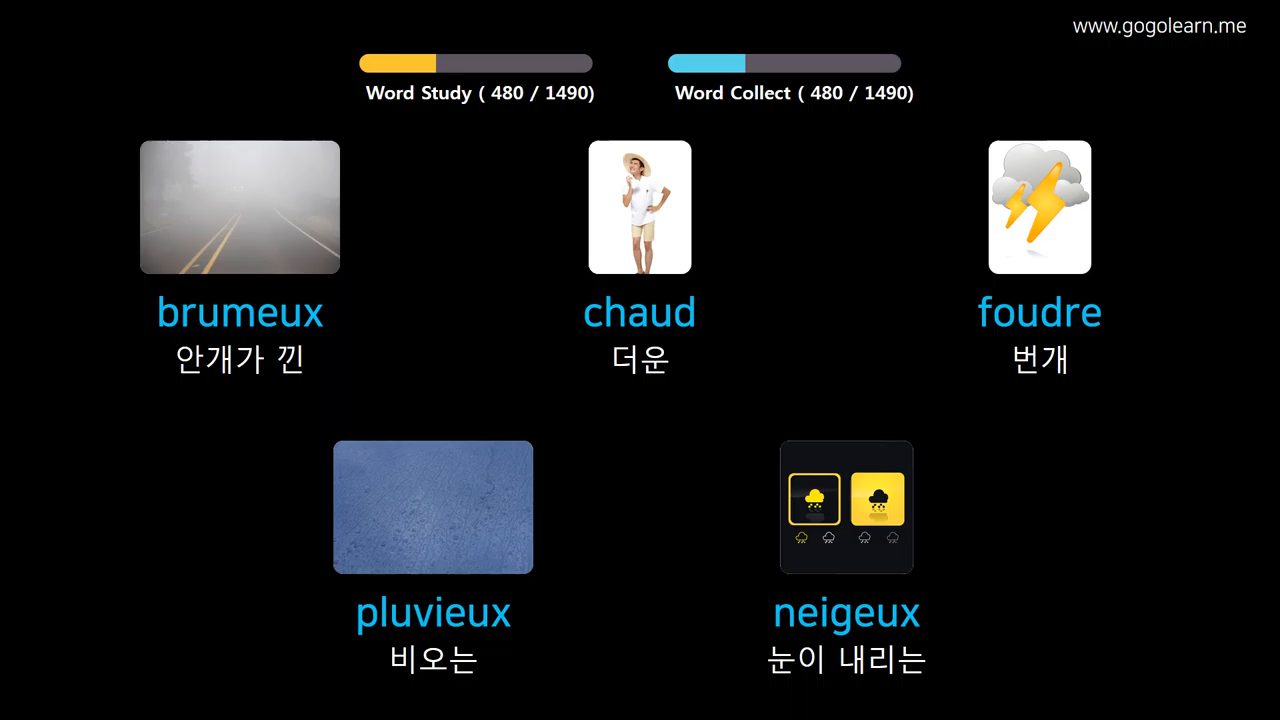 www.gogolearn.me
Word Study ( 480 / 1490)
Word Collect ( 480 / 1490)
brumeux
안개가 낀
chaud
더운
foudre
번개
pluvieux
비오는
neigeux
눈이 내리는